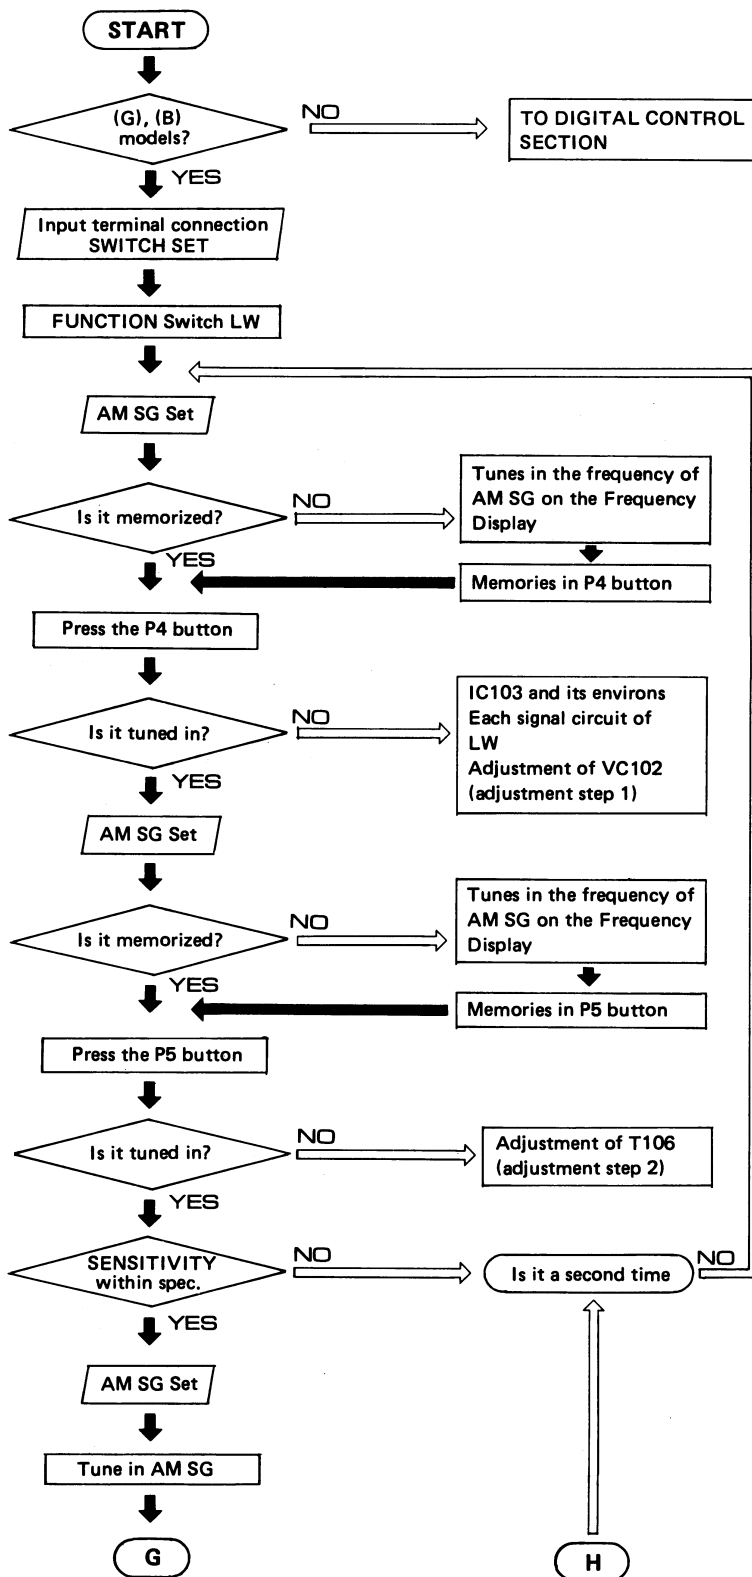 START
(G), (B)
models?
NO
TO DIGITAL CONTROL
SECTION
YES
Input terminal connection
SWITCH SET
FUNCTION Switch LW
AM SG Set
Is it memorized?
NO
Tunes in the frequency of
AM SG on the Frequency
Display
YES
Memories in P4 button
Press the P4 button
Is it tuned in?
NO
IC103 and its environs
Each signal circuit of
LW
Adjustment of VC102
(adjustment step 1)
YES
AM SG Set
Is it memorized?
NO
Tunes in the frequency of
AM SG on the Frequency
Display
YES
Memories in P5 button
Press the P5 button
Is it tuned in?
NO
Adjustment of T106
(adjustment step 2)
YES
SENSITIVITY
within spec.
NO
Is it a second time
NO
YES
AM SG Set
Tune in AM SG
G
H